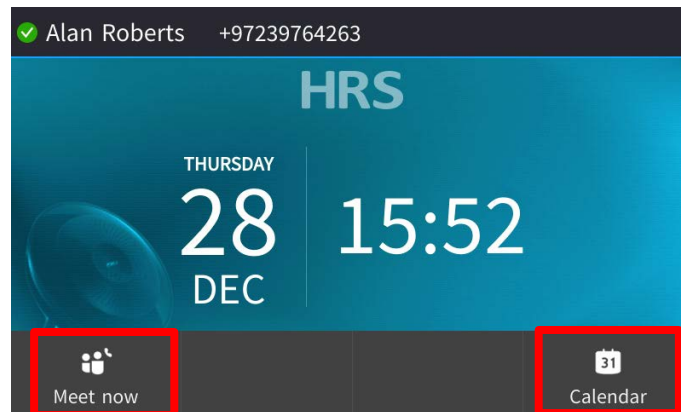 Alan Roberts +97239764263
HRS
THURSDAY
28
DEC
15:52
31
Meet now
Calendar